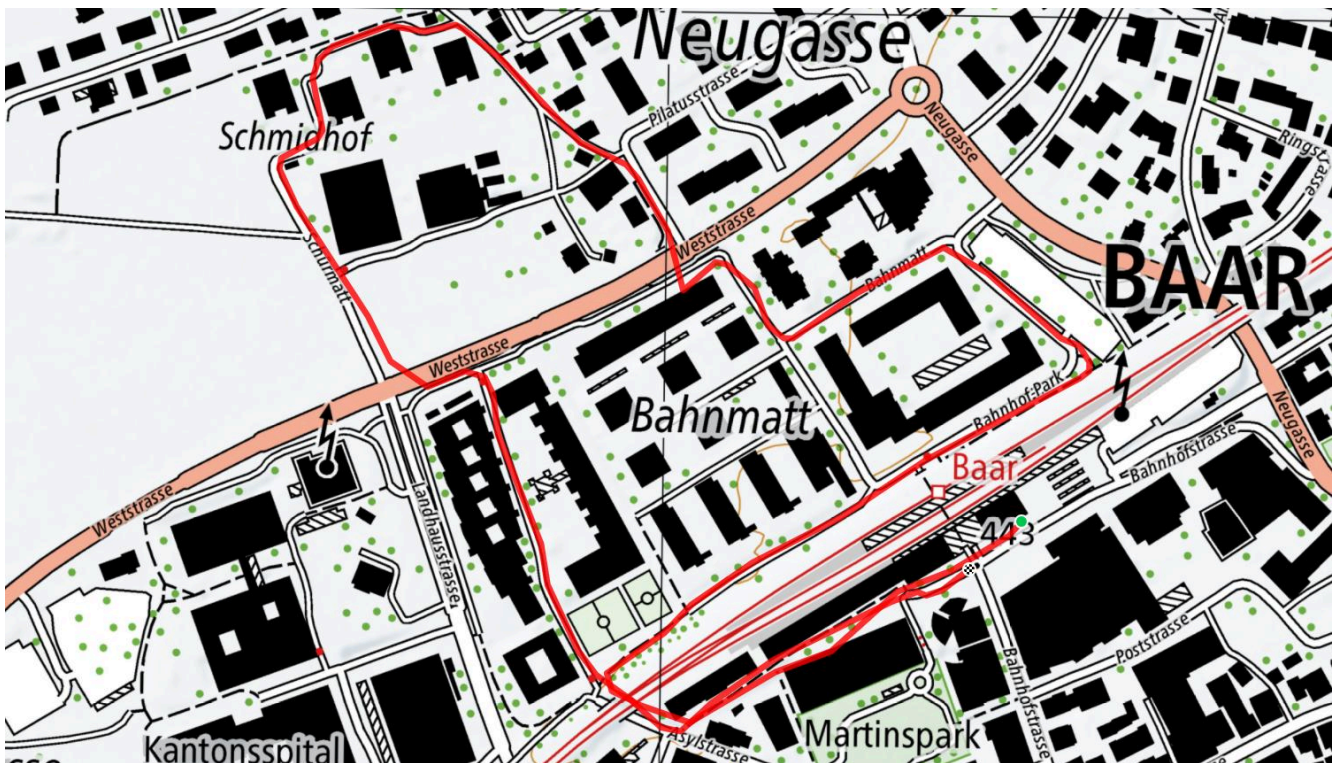 Neugasse
Pilatusstrasse
Schmidhof
Neugasse
Ringstrasse
Weststrasse
Schürmatt
Bahnmatt
BAAR
Weststrasse
Bahnhof-Park
Bahnmatt
Neugasse
Bahnhofstrasse
Baar
Weststrasse
443
Landhausstrasse
Poststrasse
Bahnhofstrasse
Martinspark
Asylstrasse
Kantonsspital